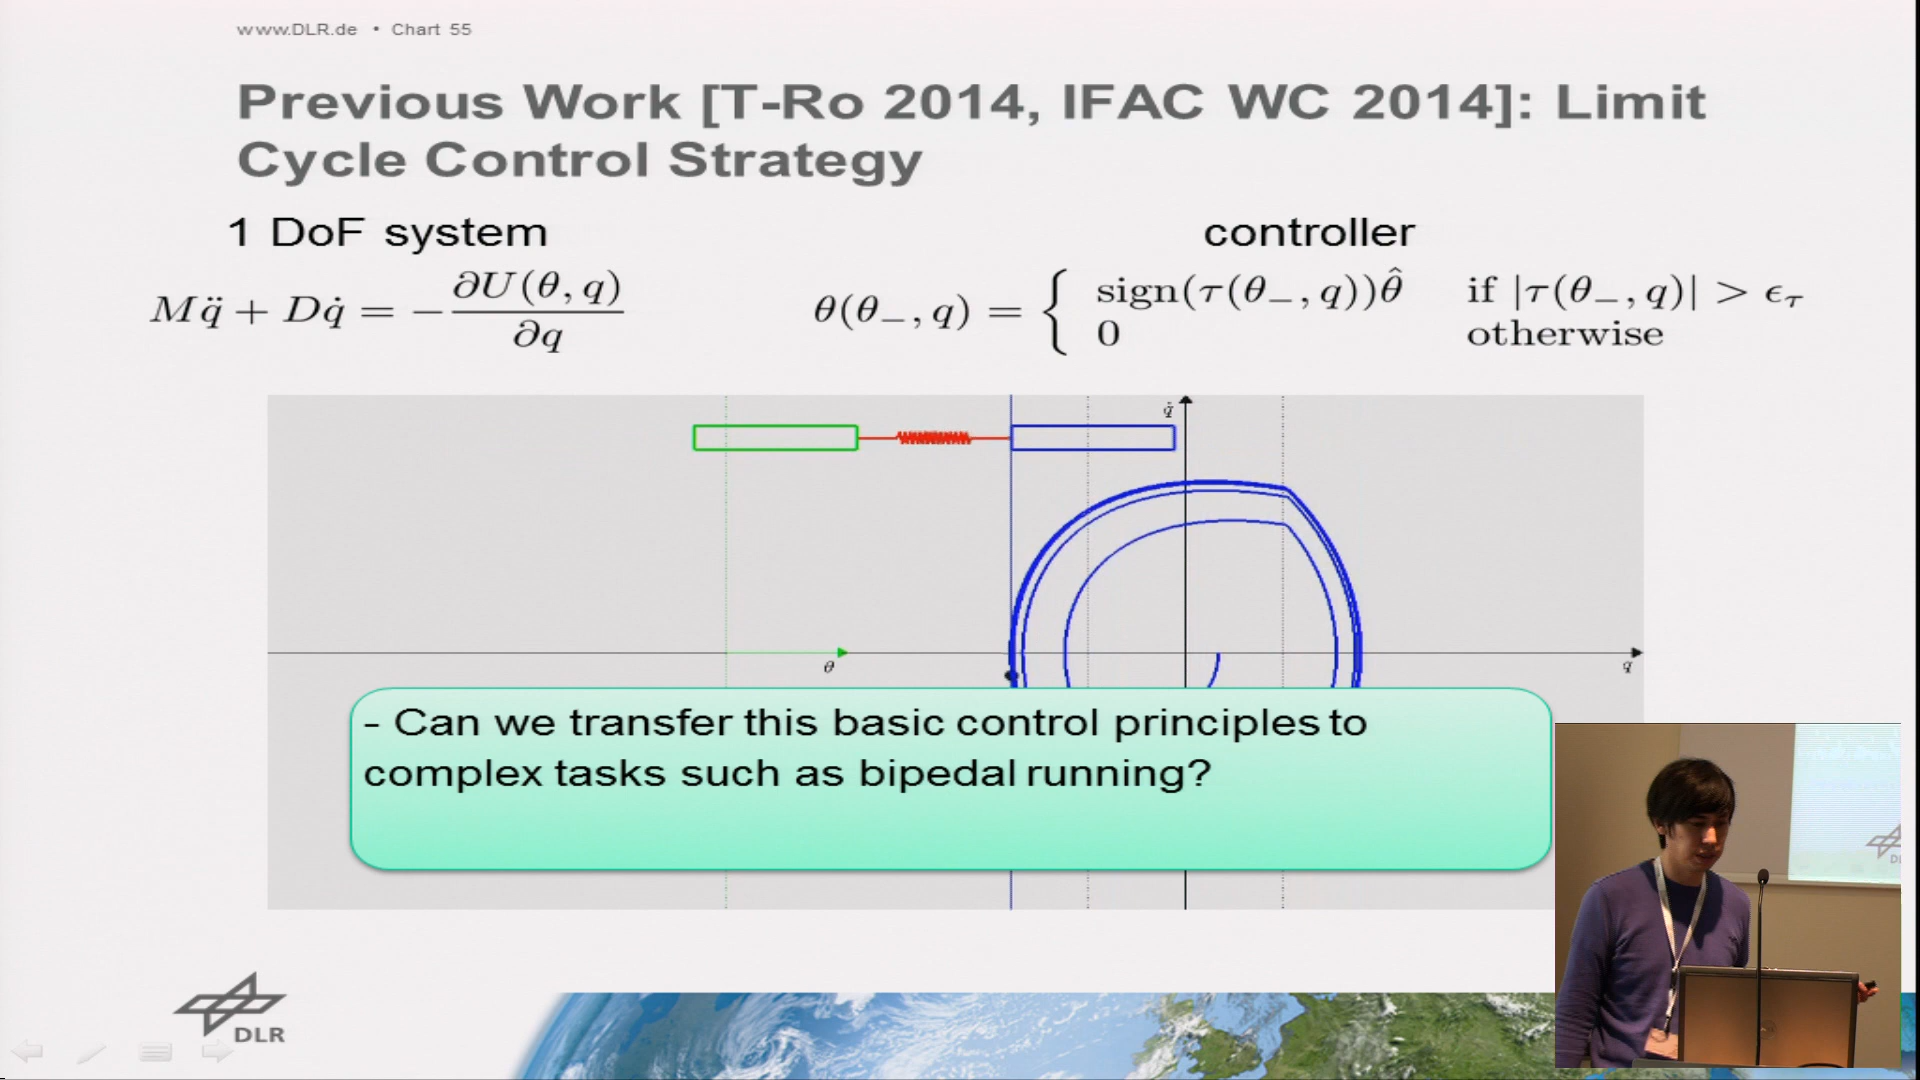 www.DLR.de • Chart 55
Previous Work [T-Ro 2014, IFAC WC 2014]: Limit
Cycle Control Strategy
1 DoF system
controller
Mq̈ + Dq̇ = −∂U(θ, q)/∂q
θ(θ₋, q) = { sign(τ(θ₋, q))θ̂ if |τ(θ₋, q)| > ϵ_τ
0 otherwise
q̇
θ
q
- Can we transfer this basic control principles to
complex tasks such as bipedal running?
DLR